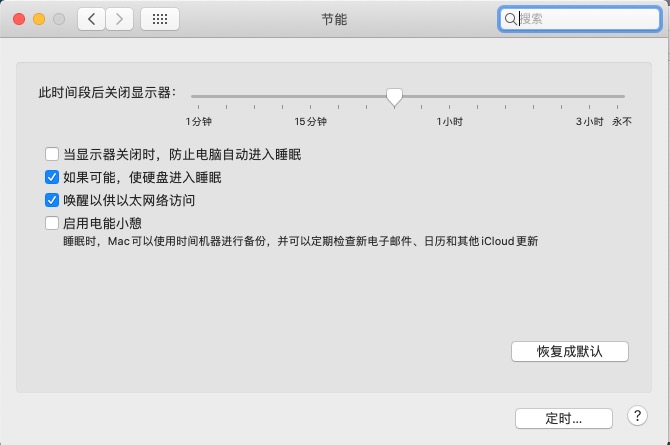 节能
搜索
此时间段后关闭显示器：
1分钟 15分钟 1小时 3小时 永不
当显示器关闭时，防止电脑自动进入睡眠
如果可能，使硬盘进入睡眠
唤醒以供以太网络访问
启用电能小憩
睡眠时，Mac 可以使用时间机器进行备份，并可以定期检查新电子邮件、日历和其他 iCloud 更新
恢复成默认
定时... ?